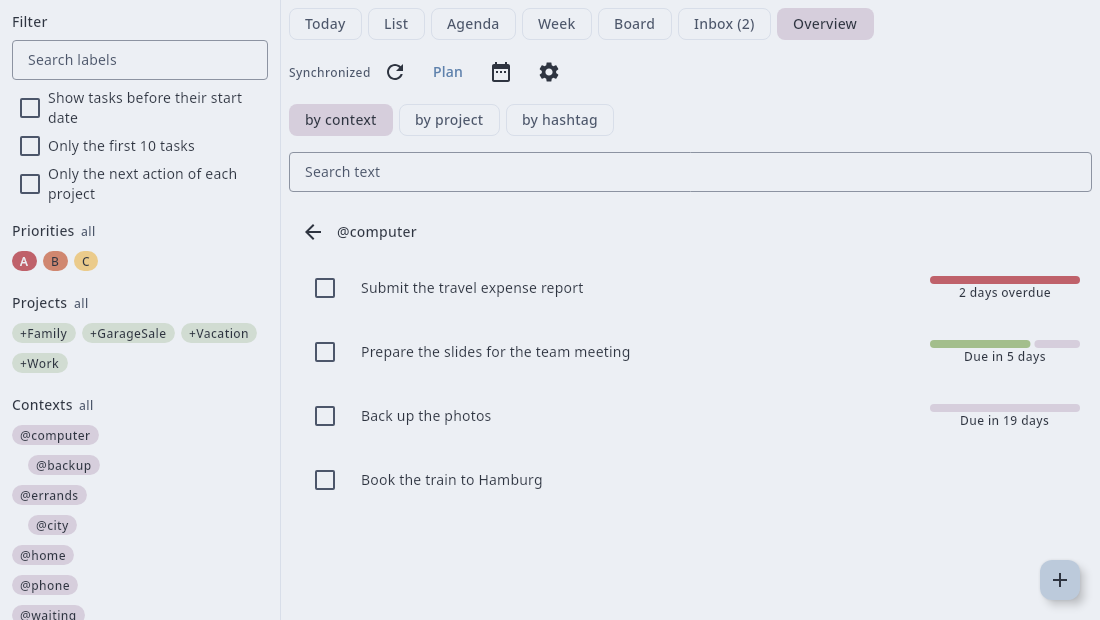 Filter
Search labels
Show tasks before their start
date
Only the first 10 tasks
Only the next action of each
project
Priorities all
A B C
Projects all
+Family +GarageSale +Vacation
+Work
Contexts all
@computer
@backup
@errands
@city
@home
@phone
@waiting
Today List Agenda Week Board Inbox (2) Overview
Synchronized Plan
by context by project by hashtag
Search text
@computer
Submit the travel expense report
2 days overdue
Prepare the slides for the team meeting
Due in 5 days
Back up the photos
Due in 19 days
Book the train to Hamburg